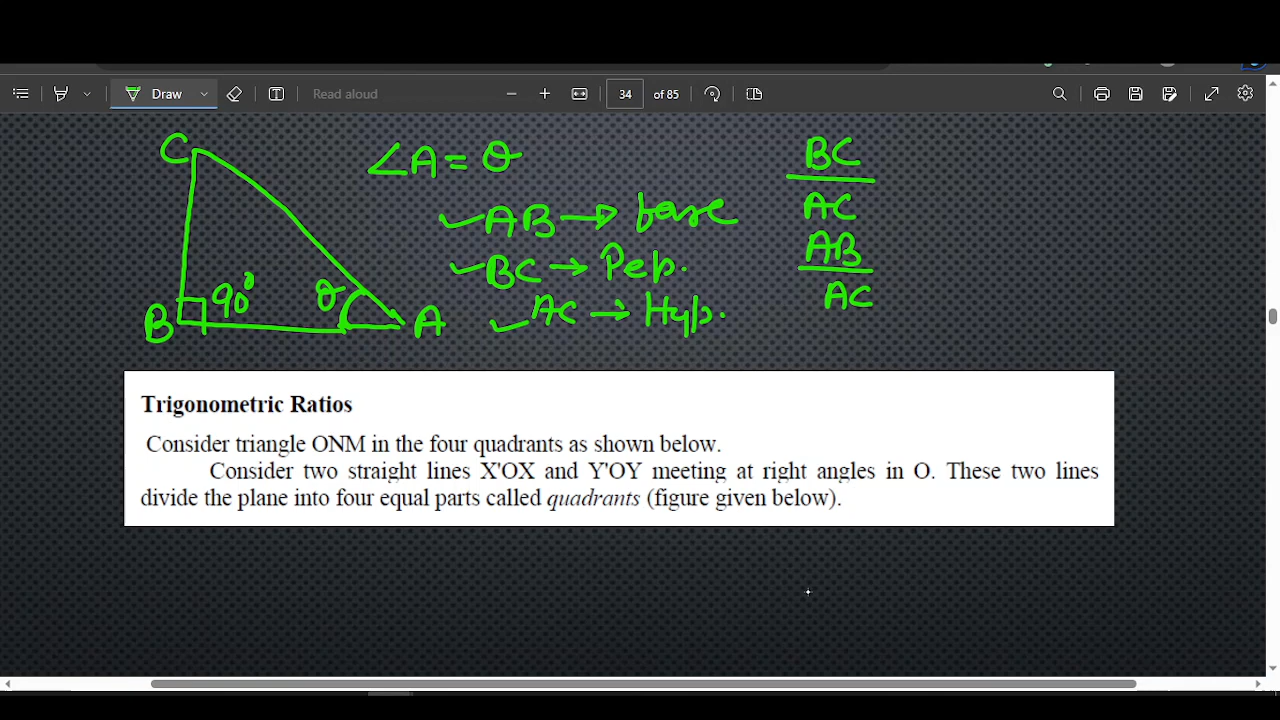 Draw
Read aloud
34 of 85
C
B
90°
θ
A
∠A = θ
AB → base
BC → Pep.
AC → Hyp.
BC
AC
AB
AC
Trigonometric Ratios
Consider triangle ONM in the four quadrants as shown below.
Consider two straight lines X'OX and Y'OY meeting at right angles in O. These two lines
divide the plane into four equal parts called quadrants (figure given below).